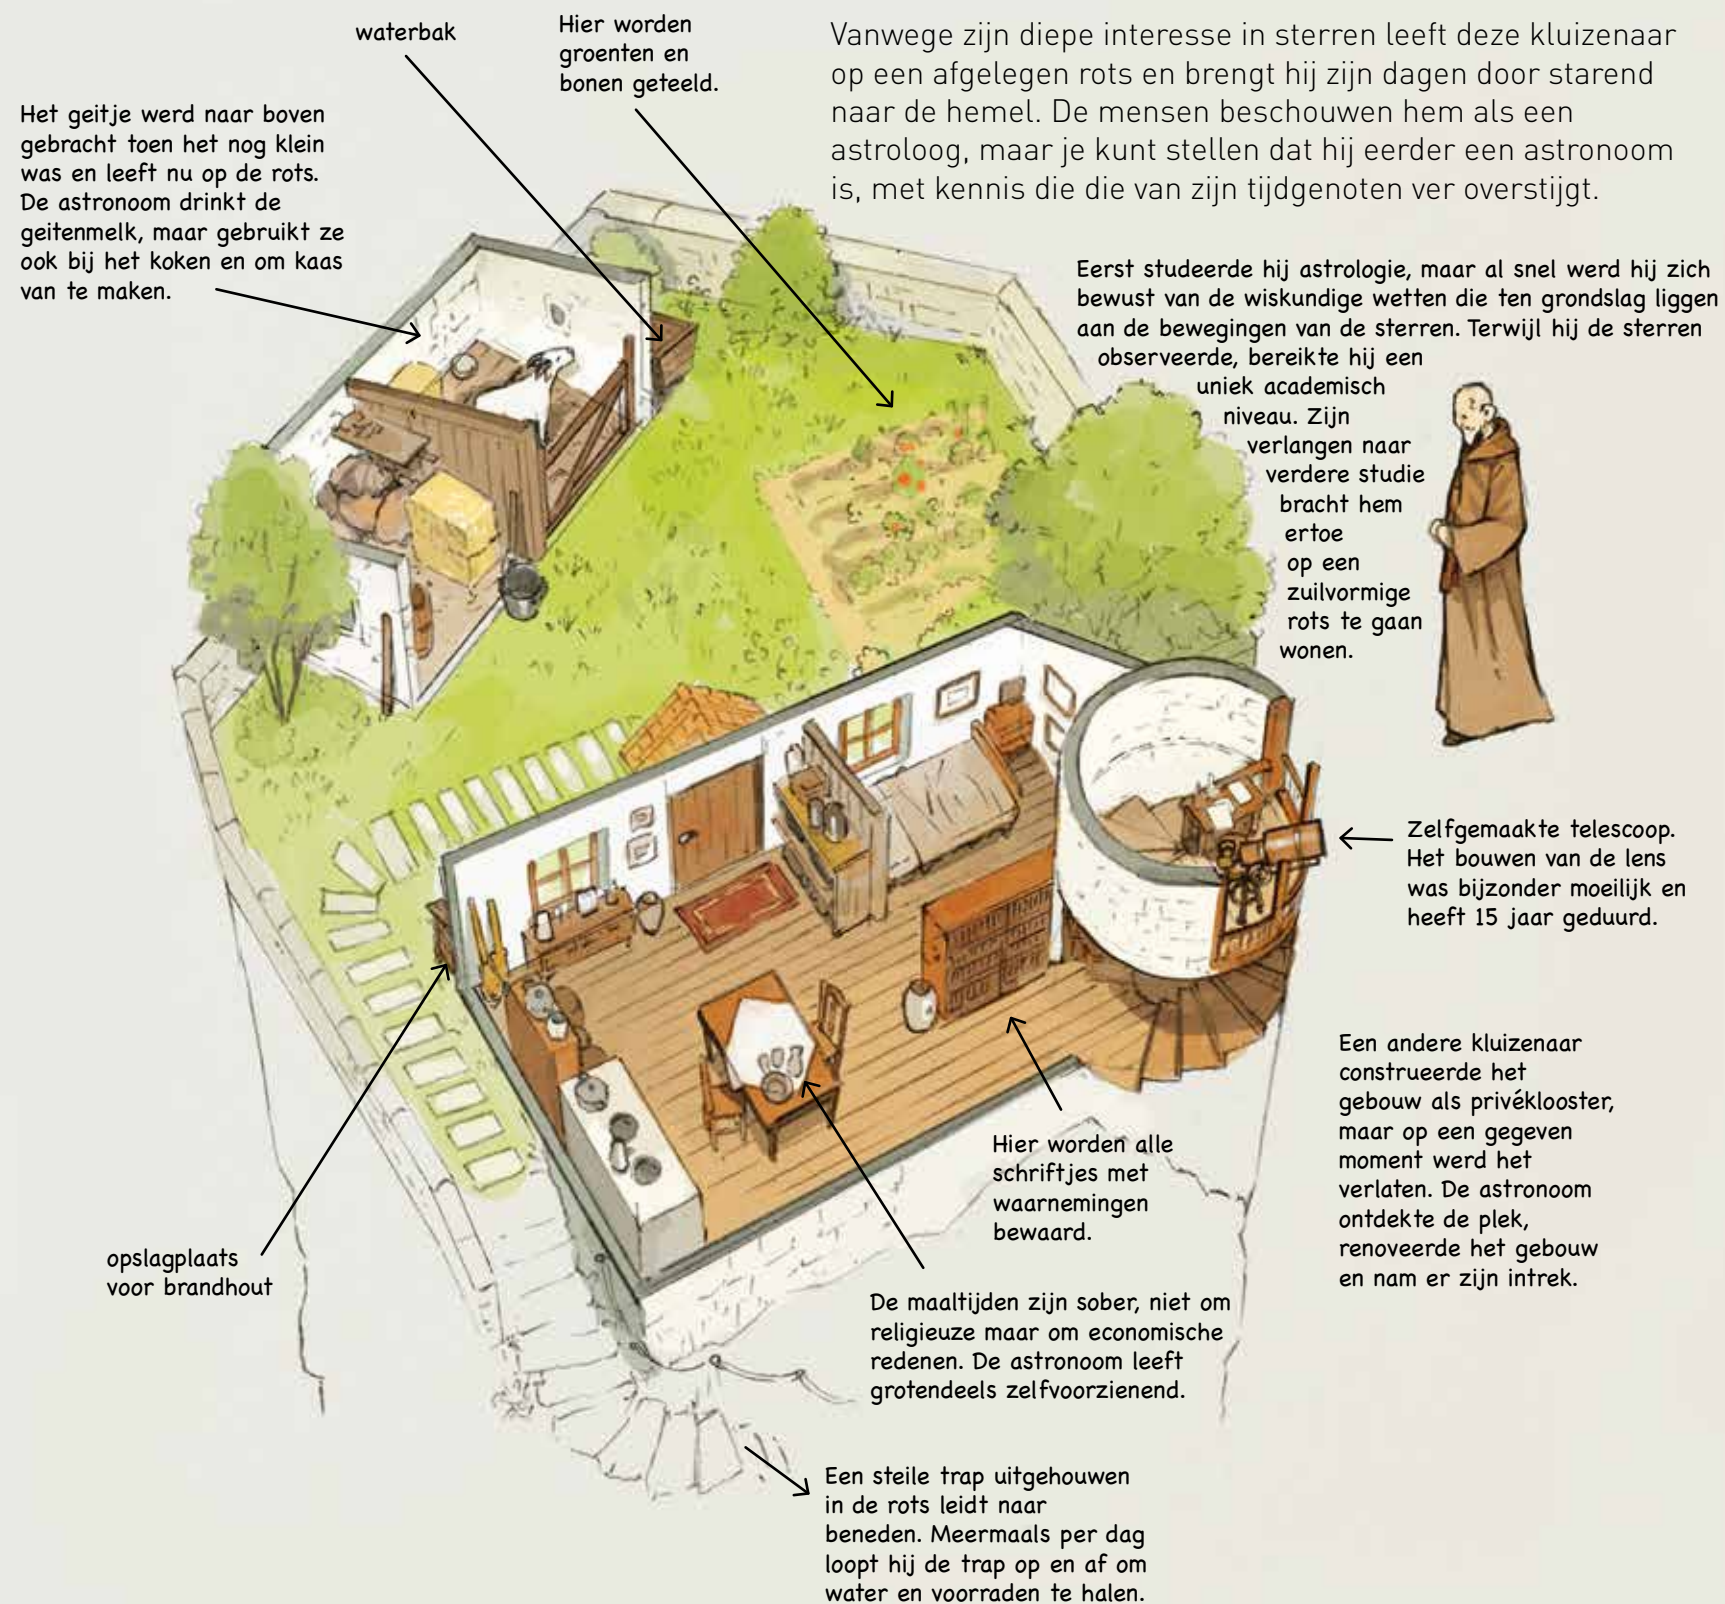 waterbak
Hier worden
groenten en
bonen geteeld.
Vanwege zijn diepe interesse in sterren leeft deze kluizenaar
op een afgelegen rots en brengt hij zijn dagen door starend
naar de hemel. De mensen beschouwen hem als een
astroloog, maar je kunt stellen dat hij eerder een astronoom
is, met kennis die die van zijn tijdgenoten ver overstijgt.
Het geitje werd naar boven
gebracht toen het nog klein
was en leeft nu op de rots.
De astronoom drinkt de
geitenmelk, maar gebruikt ze
ook bij het koken en om kaas
van te maken.
Eerst studeerde hij astrologie, maar al snel werd hij zich
bewust van de wiskundige wetten die ten grondslag liggen
aan de bewegingen van de sterren. Terwijl hij de sterren
observeerde, bereikte hij een
uniek academisch
niveau. Zijn
verlangen naar
verdere studie
bracht hem
ertoe
op een
zuilvormige
rots te gaan
wonen.
Zelfgemaakte telescoop.
Het bouwen van de lens
was bijzonder moeilijk en
heeft 15 jaar geduurd.
Een andere kluizenaar
construeerde het
gebouw als privéklooster,
maar op een gegeven
moment werd het
verlaten. De astronoom
ontdekte de plek,
renoveerde het gebouw
en nam er zijn intrek.
Hier worden alle
schriftjes met
waarnemingen
bewaard.
opslagplaats
voor brandhout
De maaltijden zijn sober, niet om
religieuze maar om economische
redenen. De astronoom leeft
grotendeels zelfvoorzienend.
Een steile trap uitgehouwen
in de rots leidt naar
beneden. Meermaals per dag
loopt hij de trap op en af om
water en voorraden te halen.